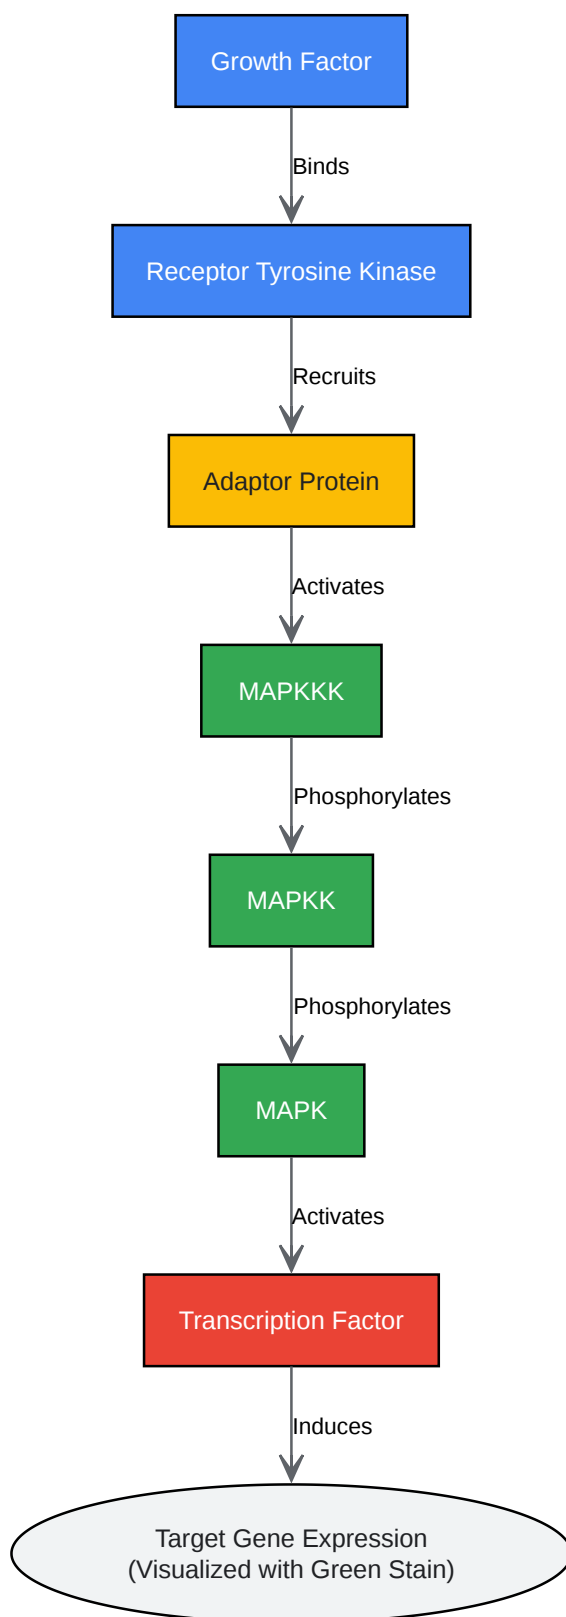 Growth Factor
Binds
Receptor Tyrosine Kinase
Recruits
Adaptor Protein
Activates
MAPKKK
Phosphorylates
MAPKK
Phosphorylates
MAPK
Activates
Transcription Factor
Induces
Target Gene Expression
(Visualized with Green Stain)